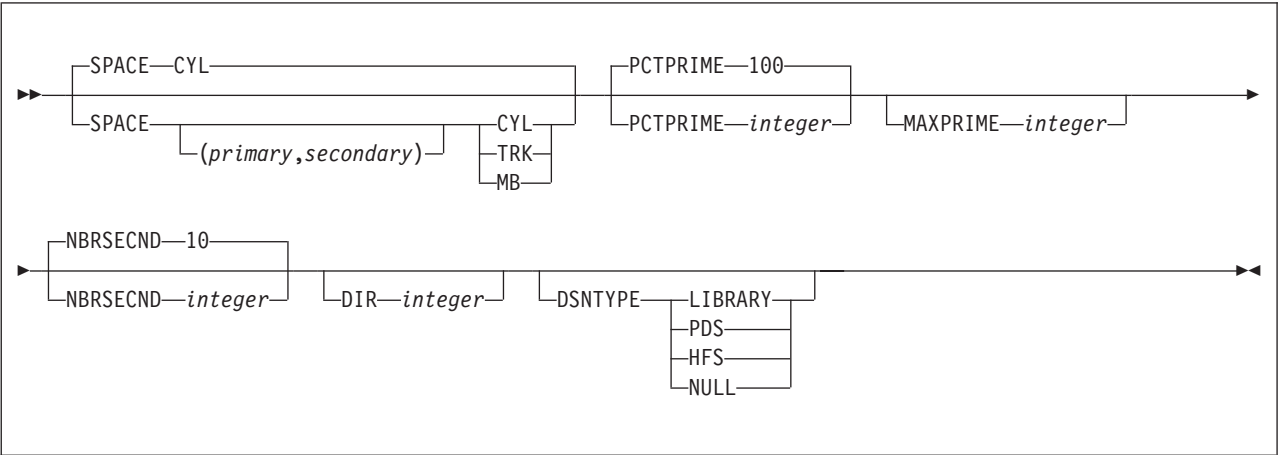 SPACE CYL PCTPRIME 100
SPACE CYL PCTPRIME integer MAXPRIME integer
(primary,secondary) TRK
MB
NBRSECND 10
NBRSECND integer DIR integer DSNTYPE LIBRARY
PDS
HFS
NULL